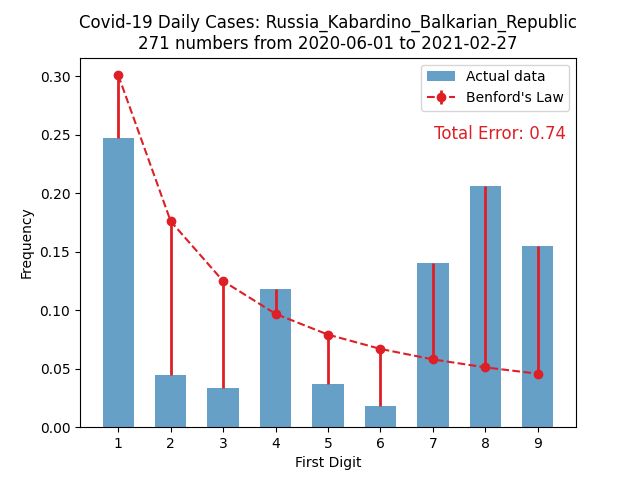 Covid-19 Daily Cases: Russia_Kabardino_Balkarian_Republic
271 numbers from 2020-06-01 to 2021-02-27
Actual data
Benford's Law
Total Error: 0.74
Frequency
0.30
0.25
0.20
0.15
0.10
0.05
0.00
1 2 3 4 5 6 7 8 9
First Digit